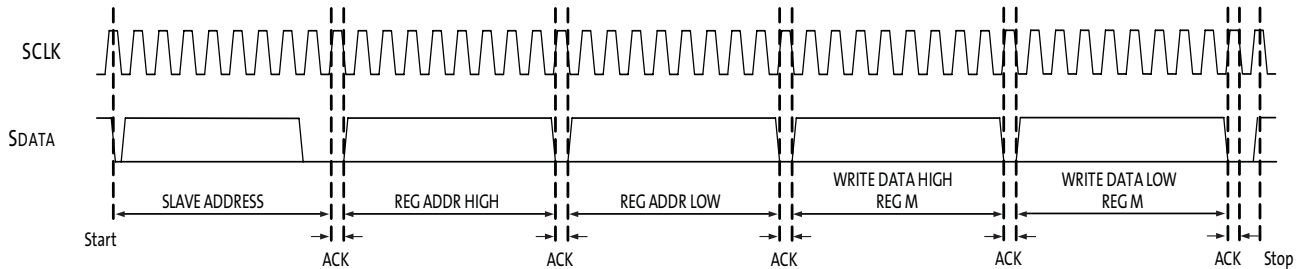 SCLK
SDATA
SLAVE ADDRESS
REG ADDR HIGH
REG ADDR LOW
WRITE DATA HIGH
REG M
WRITE DATA LOW
REG M
Start
ACK
ACK
ACK
ACK
ACK
Stop